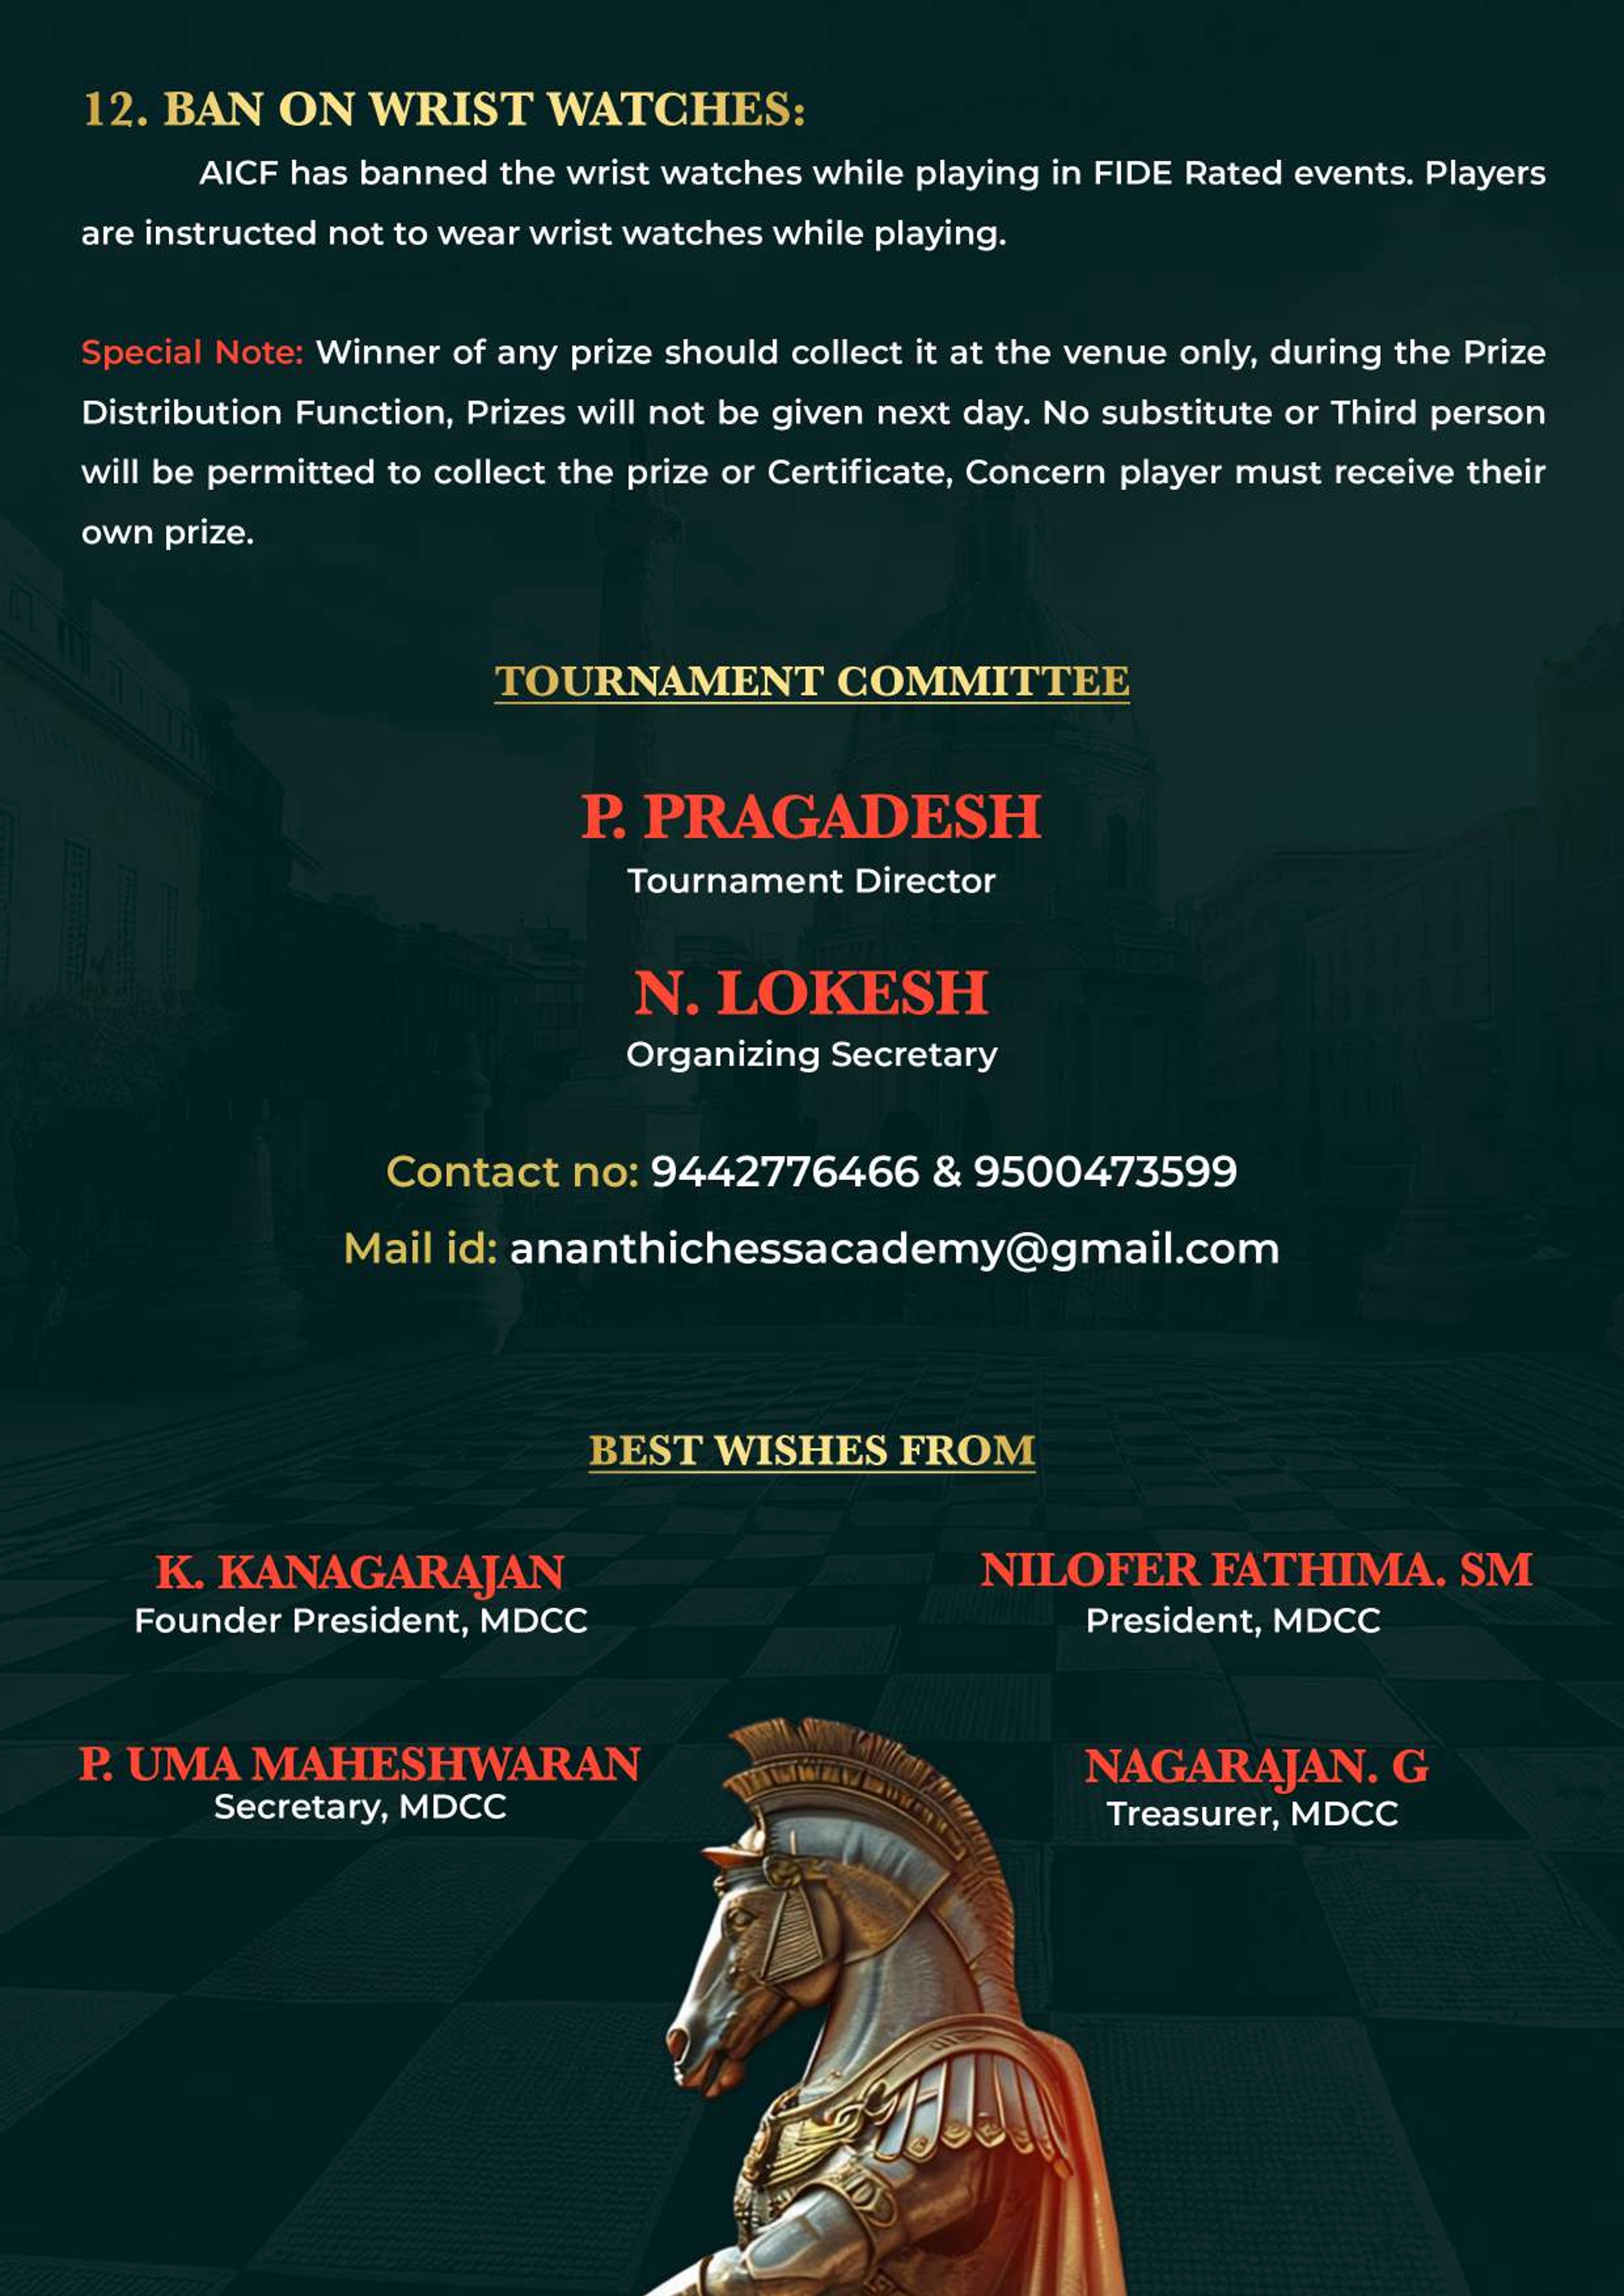 12. BAN ON WRIST WATCHES:
AICF has banned the wrist watches while playing in FIDE Rated events. Players
are instructed not to wear wrist watches while playing.
Special Note: Winner of any prize should collect it at the venue only, during the Prize
Distribution Function, Prizes will not be given next day. No substitute or Third person
will be permitted to collect the prize or Certificate, Concern player must receive their
own prize.
TOURNAMENT COMMITTEE
P. PRAGADESH
Tournament Director
N. LOKESH
Organizing Secretary
Contact no: 9442776466 & 9500473599
Mail id: ananthichessacademy@gmail.com
BEST WISHES FROM
K. KANAGARAJAN
Founder President, MDCC
NILOFER FATHIMA. SM
President, MDCC
P. UMA MAHESHWARAN
Secretary, MDCC
NAGARAJAN. G
Treasurer, MDCC